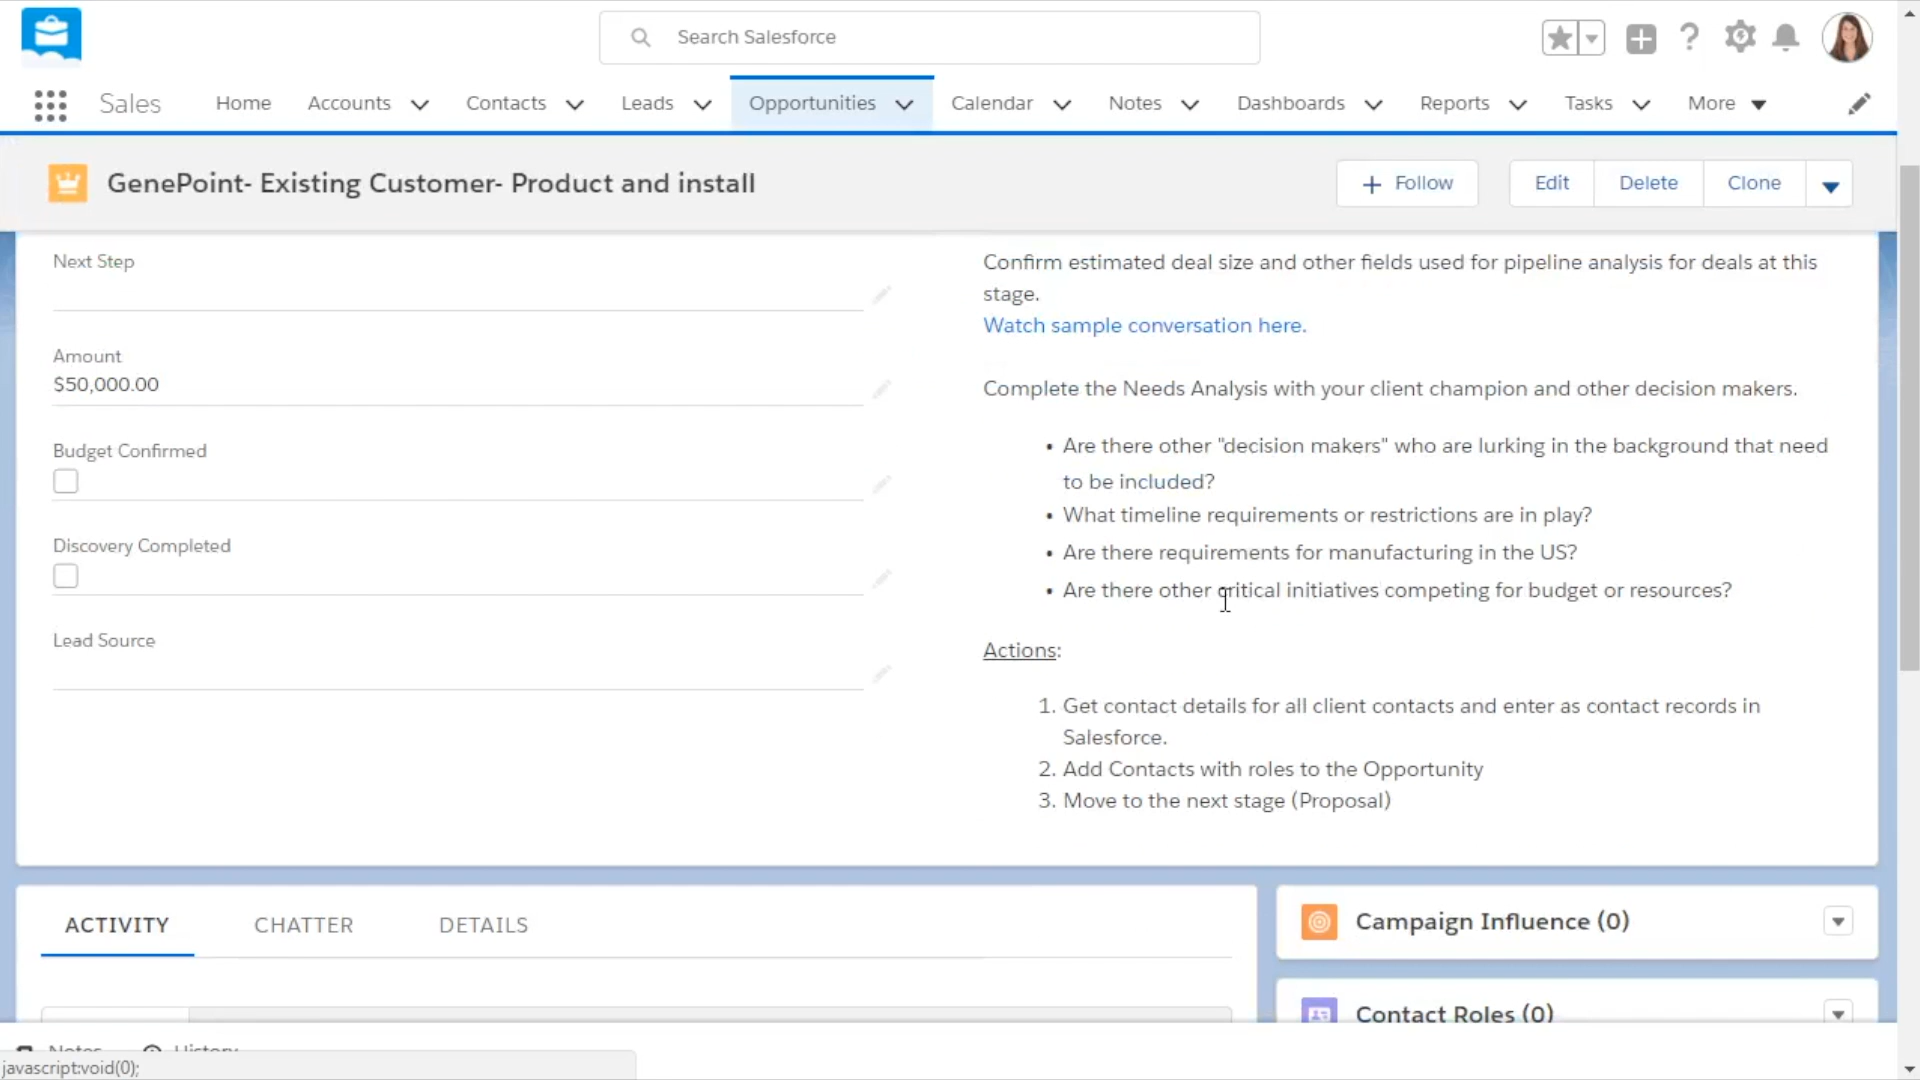 Search Salesforce
Sales
Home
Accounts
Contacts
Leads
Opportunities
Calendar
Notes
Dashboards
Reports
Tasks
More
GenePoint- Existing Customer- Product and install
+ Follow
Edit
Delete
Clone
Next Step
Amount
$50,000.00
Budget Confirmed
Discovery Completed
Lead Source
Confirm estimated deal size and other fields used for pipeline analysis for deals at this
stage.
Watch sample conversation here.
Complete the Needs Analysis with your client champion and other decision makers.
• Are there other "decision makers" who are lurking in the background that need
to be included?
• What timeline requirements or restrictions are in play?
• Are there requirements for manufacturing in the US?
• Are there other critical initiatives competing for budget or resources?
Actions:
1. Get contact details for all client contacts and enter as contact records in
Salesforce.
2. Add Contacts with roles to the Opportunity
3. Move to the next stage (Proposal)
ACTIVITY
CHATTER
DETAILS
Campaign Influence (0)
Contact Roles (0)
Notes
History
javascript:void(0);